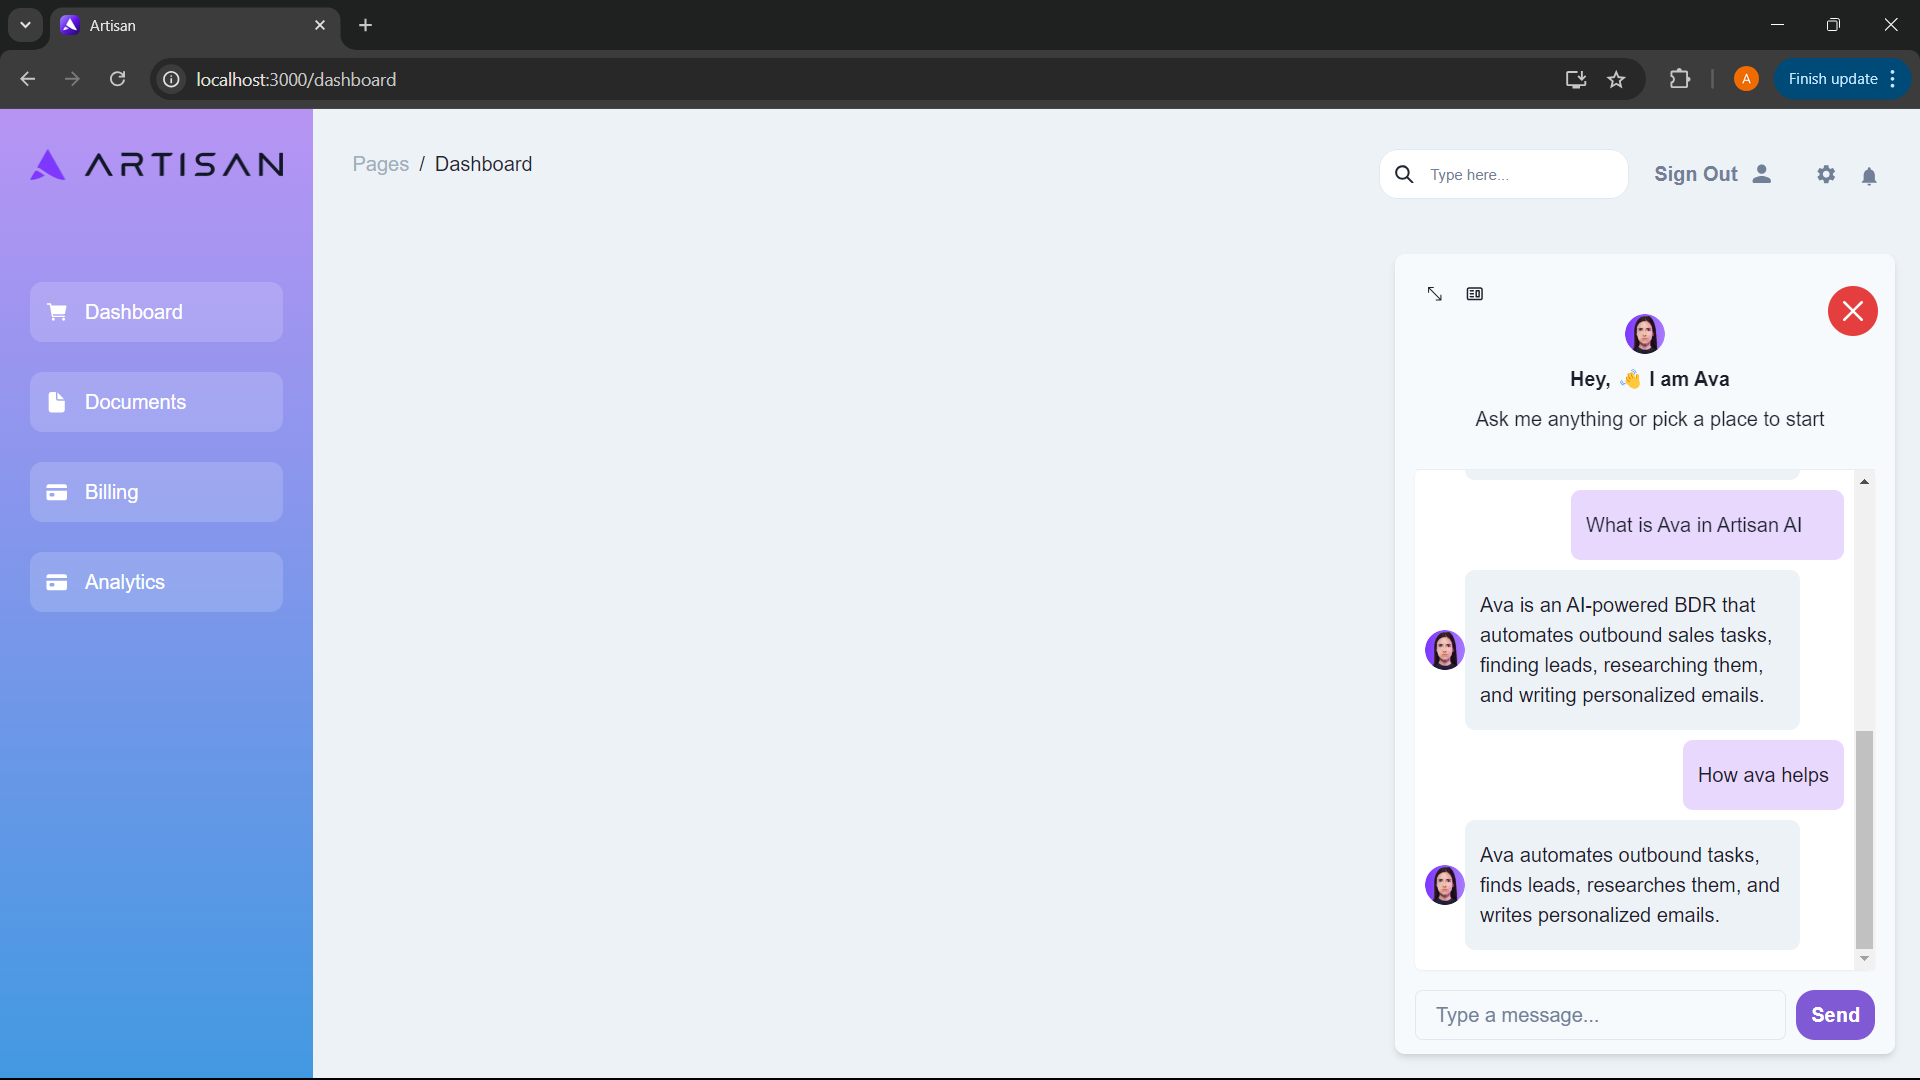 Artisan
localhost:3000/dashboard
A
Finish update
ARTISAN
Pages / Dashboard
Type here...
Sign Out
Dashboard
Documents
Billing
Analytics
Hey, 👋 I am Ava
Ask me anything or pick a place to start
What is Ava in Artisan AI
Ava is an AI-powered BDR that
automates outbound sales tasks,
finding leads, researching them,
and writing personalized emails.
How ava helps
Ava automates outbound tasks,
finds leads, researches them, and
writes personalized emails.
Type a message...
Send